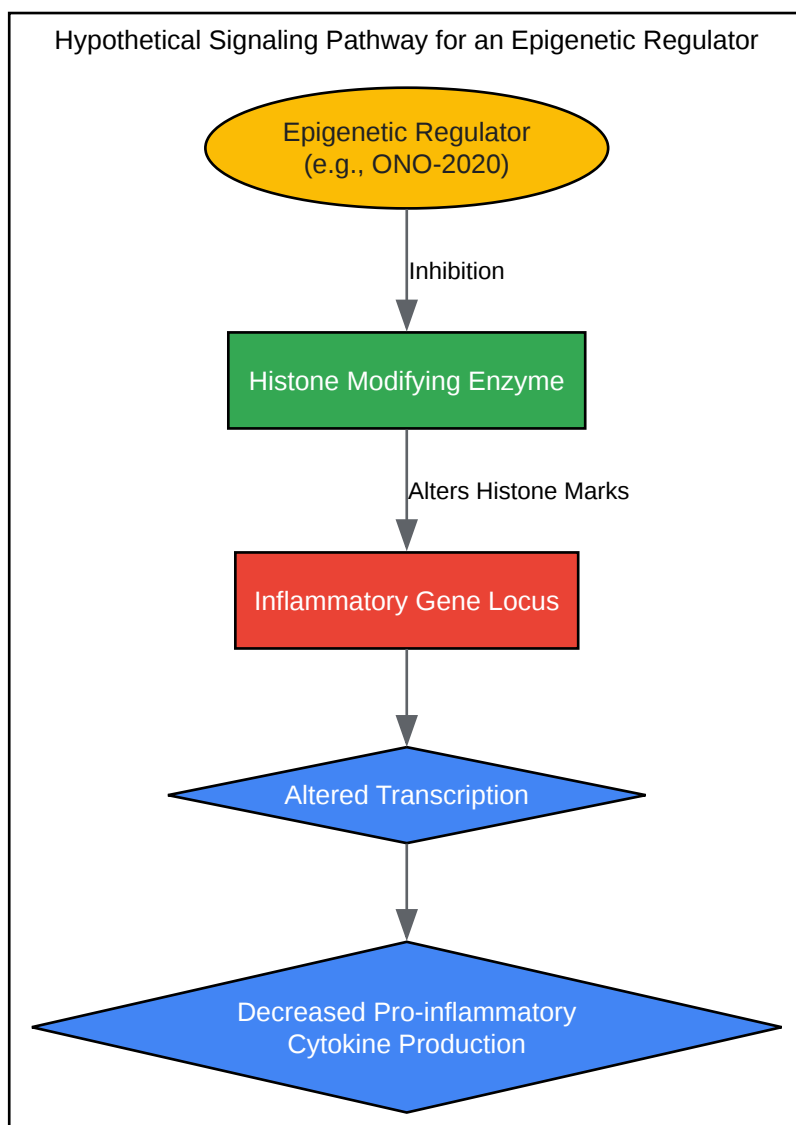 Hypothetical Signaling Pathway for an Epigenetic Regulator
Epigenetic Regulator
(e.g., ONO-2020)
Inhibition
Histone Modifying Enzyme
Alters Histone Marks
Inflammatory Gene Locus
Altered Transcription
Decreased Pro-inflammatory
Cytokine Production